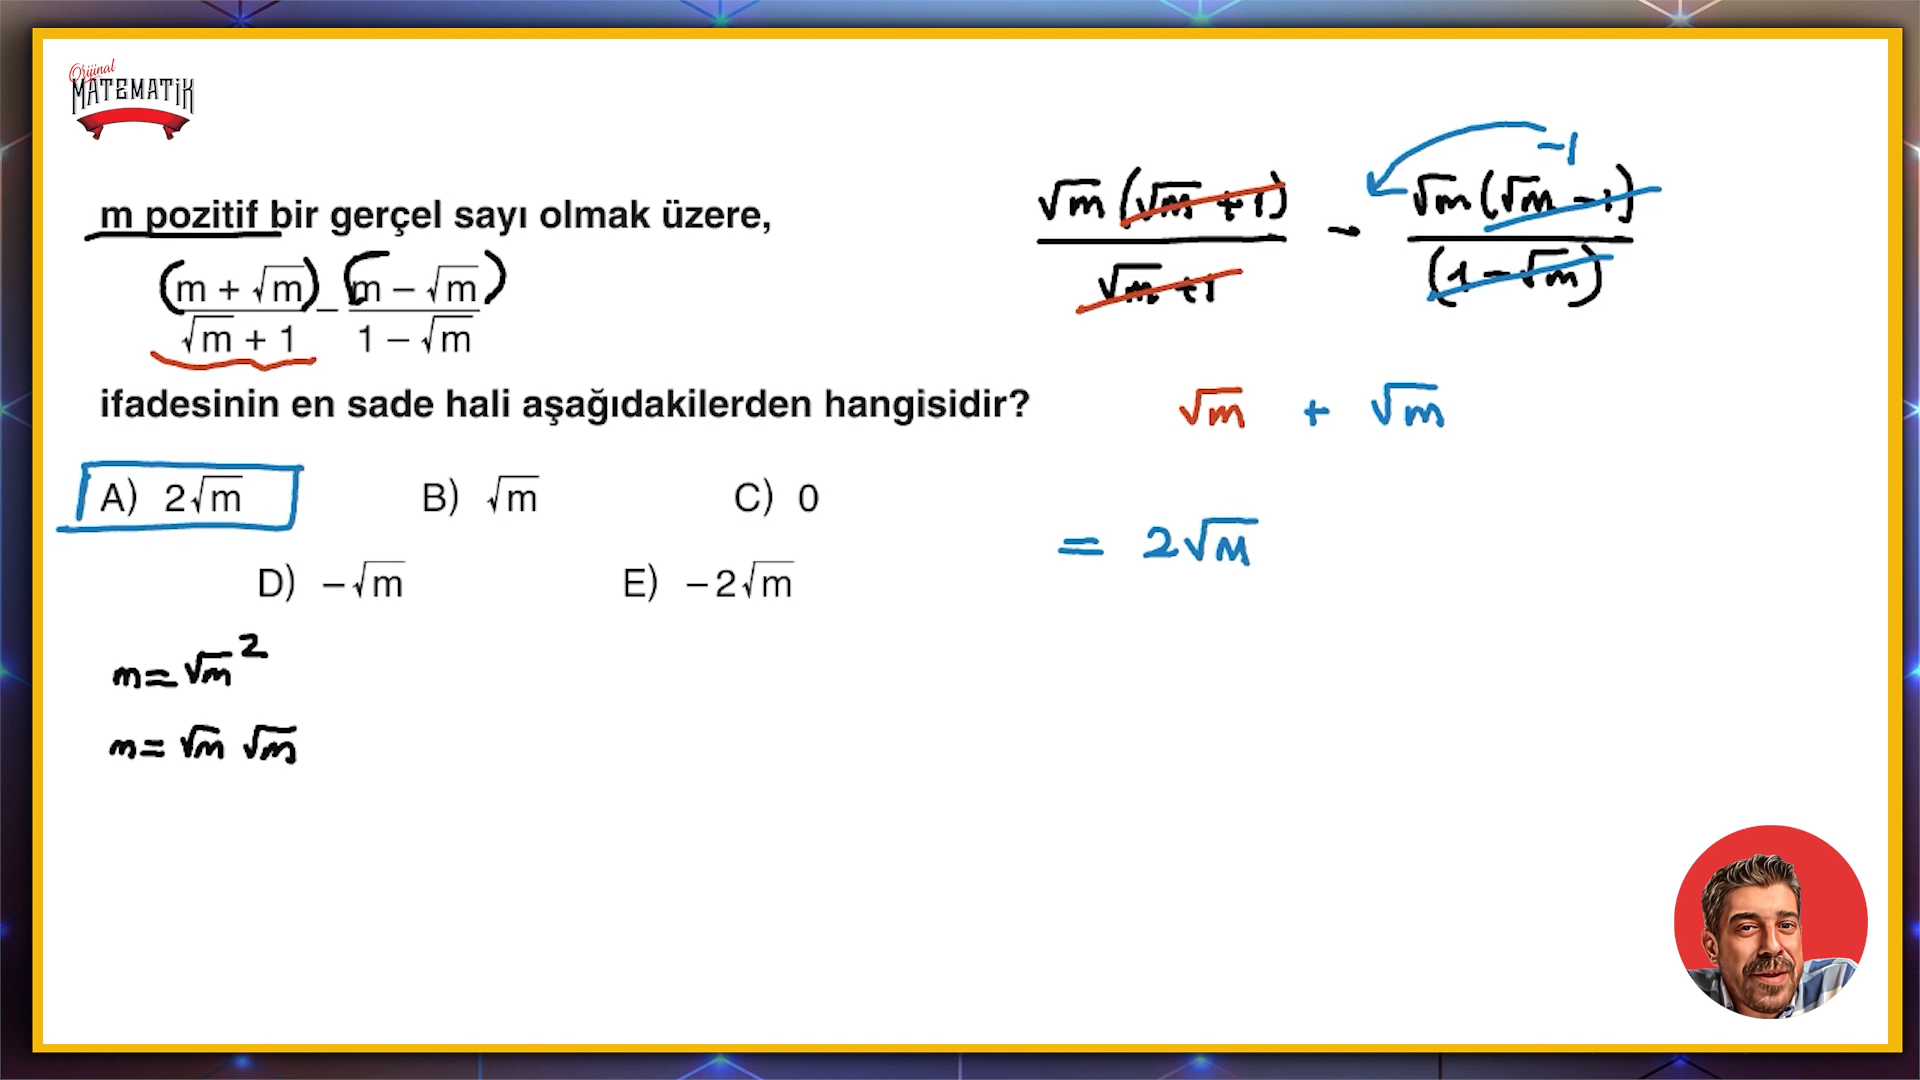 Orijinal
MATEMATİK
m pozitif bir gerçel sayı olmak üzere,
(m + √m) / (√m + 1) − (m − √m) / (1 − √m)
ifadesinin en sade hali aşağıdakilerden hangisidir?
A) 2√m B) √m C) 0
D) −√m E) −2√m
m = √m²
m = √m √m
−1
√m (√m + 1) / √m + 1 − √m (√m − 1) / (1 − √m)
√m + √m
= 2√m